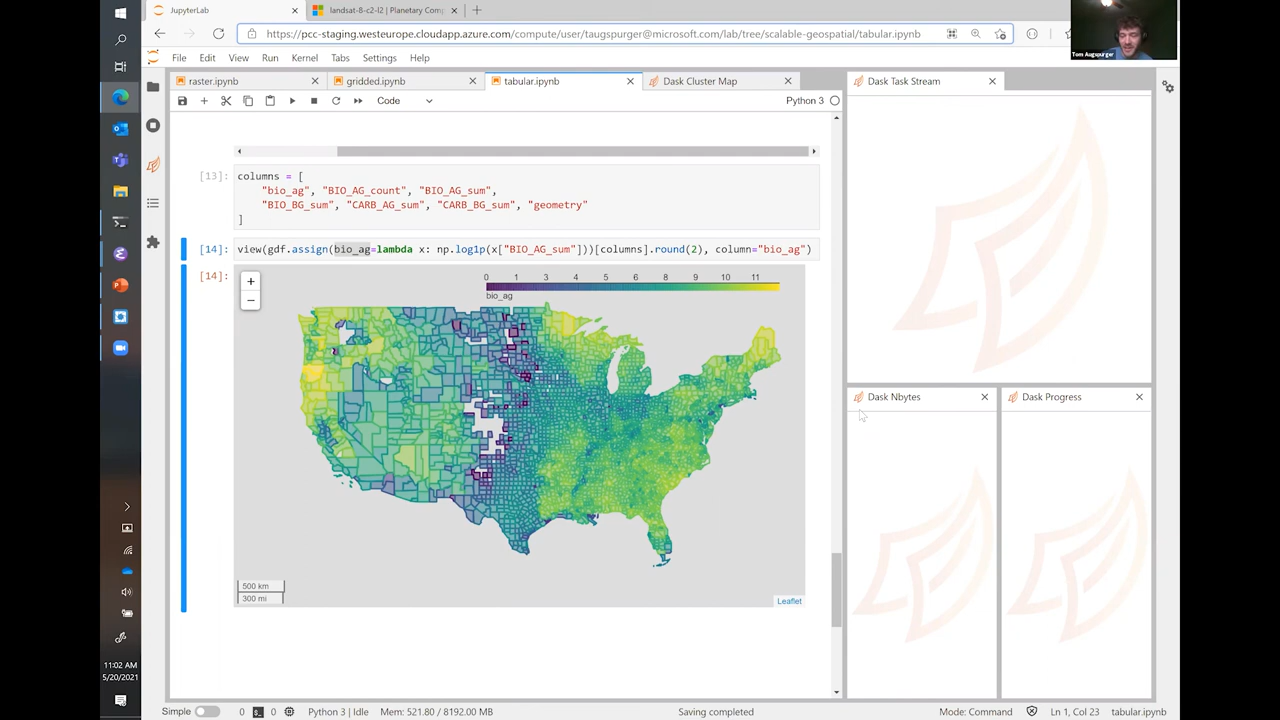 JupyterLab
landsat-8-c2-l2 | Planetary Comp
https://pcc-staging.westeurope.cloudapp.azure.com/compute/user/taugspurger@microsoft.com/lab/tree/scalable-geospatial/tabular.ipynb
Tom Augspurger
File Edit View Run Kernel Tabs Settings Help
raster.ipynb
gridded.ipynb
tabular.ipynb
Dask Cluster Map
Dask Task Stream
Code
Python 3
[13]:
columns = [
"bio_ag", "BIO_AG_count", "BIO_AG_sum",
"BIO_BG_sum", "CARB_AG_sum", "CARB_BG_sum", "geometry"
]
[14]:
view(gdf.assign(bio_ag=lambda x: np.log1p(x["BIO_AG_sum"]))[columns].round(2), column="bio_ag")
[14]:
+
−
0 1 3 4 5 6 7 8 9 10 11
bio_ag
Dask Nbytes
Dask Progress
500 km
300 mi
Leaflet
11:02 AM
5/20/2021
Simple
0
0
Python 3 | Idle
Mem: 521.80 / 8192.00 MB
Saving completed
Mode: Command
Ln 1, Col 23
tabular.ipynb